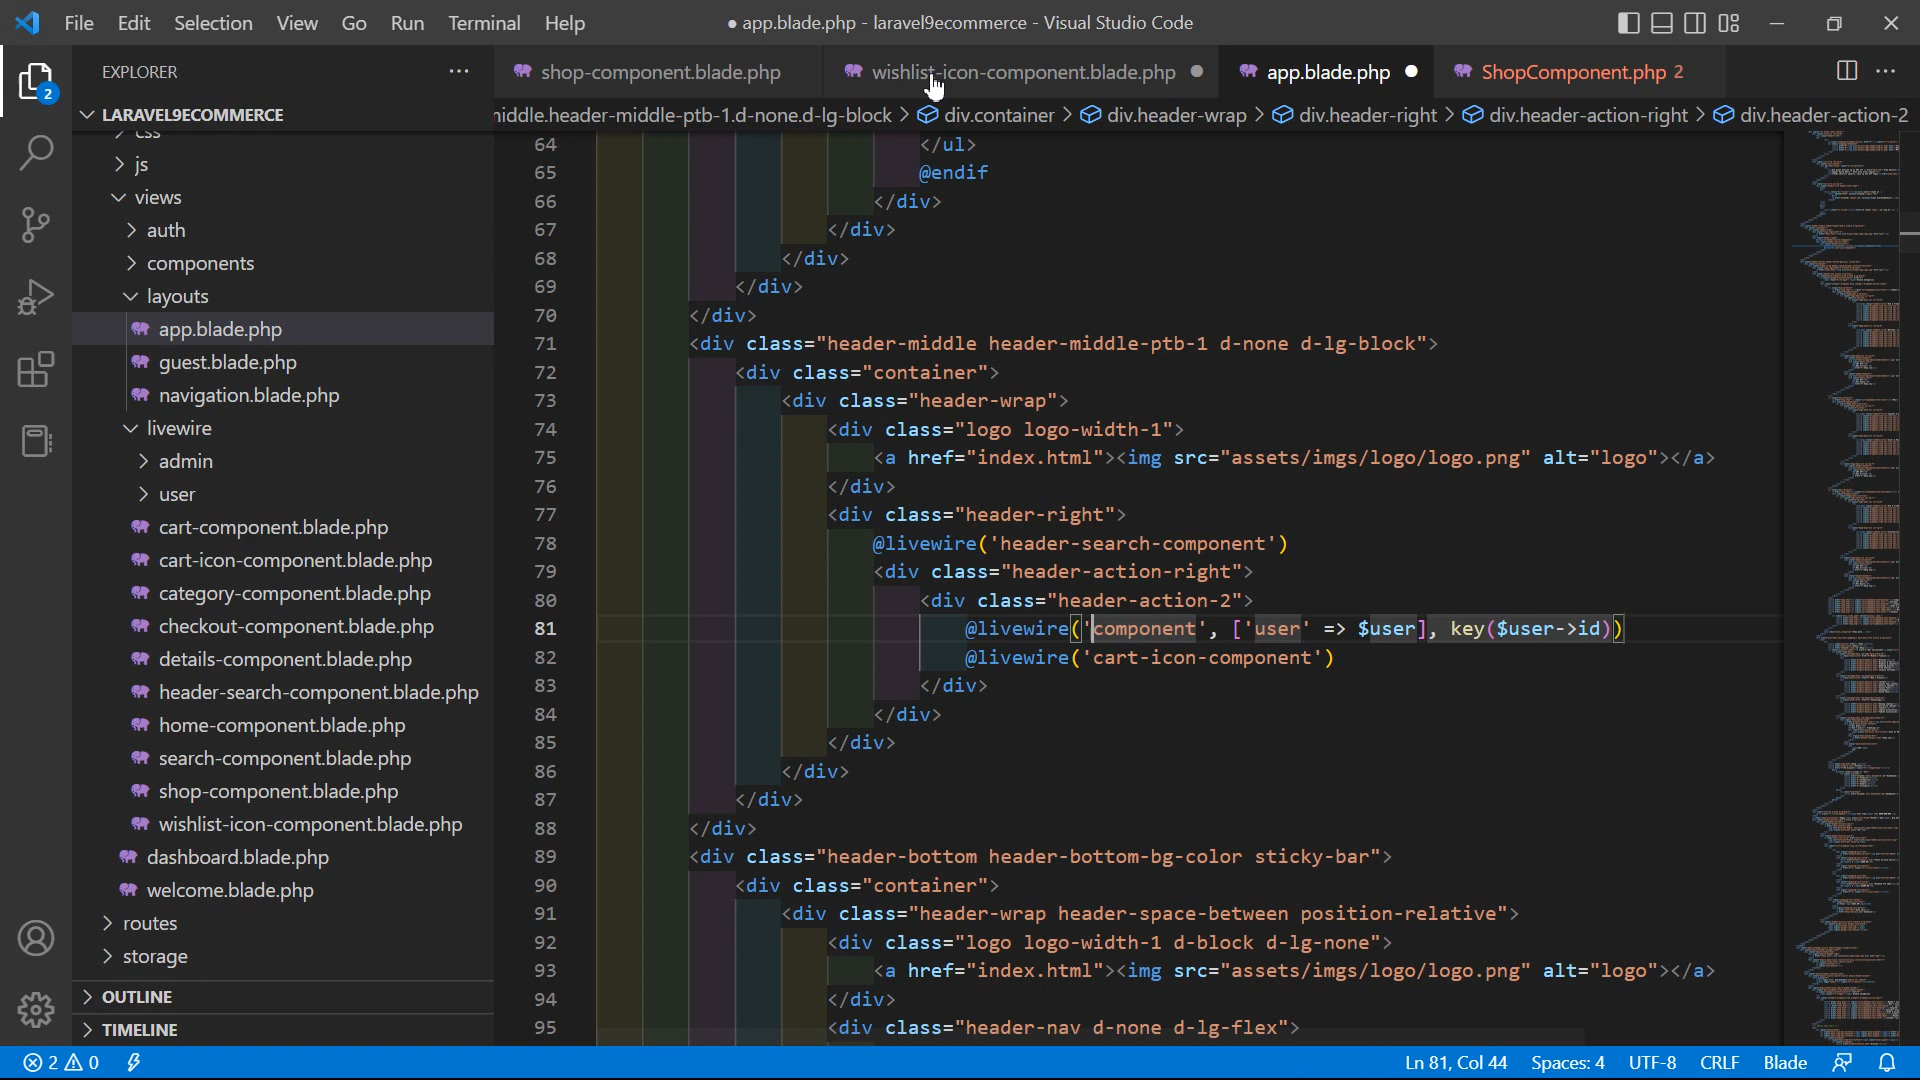 File Edit Selection View Go Run Terminal Help
● app.blade.php - laravel9ecommerce - Visual Studio Code
EXPLORER
shop-component.blade.php
wishlist-icon-component.blade.php
app.blade.php
ShopComponent.php 2
2
LARAVEL9ECOMMERCE
iddle.header-middle-ptb-1.d-none.d-lg-block > div.container > div.header-wrap > div.header-right > div.header-action-right > div.header-action-2
css
js
views
auth
components
layouts
app.blade.php
guest.blade.php
navigation.blade.php
livewire
admin
user
cart-component.blade.php
cart-icon-component.blade.php
category-component.blade.php
checkout-component.blade.php
details-component.blade.php
header-search-component.blade.php
home-component.blade.php
search-component.blade.php
shop-component.blade.php
wishlist-icon-component.blade.php
dashboard.blade.php
welcome.blade.php
routes
storage
OUTLINE
TIMELINE
64 </ul>
65 @endif
66 </div>
67 </div>
68 </div>
69 </div>
70 </div>
71 <div class="header-middle header-middle-ptb-1 d-none d-lg-block">
72 <div class="container">
73 <div class="header-wrap">
74 <div class="logo logo-width-1">
75 <a href="index.html"><img src="assets/imgs/logo/logo.png" alt="logo"></a>
76 </div>
77 <div class="header-right">
78 @livewire('header-search-component')
79 <div class="header-action-right">
80 <div class="header-action-2">
81 @livewire('component', ['user' => $user], key($user->id))
82 @livewire('cart-icon-component')
83 </div>
84 </div>
85 </div>
86 </div>
87 </div>
88 </div>
89 <div class="header-bottom header-bottom-bg-color sticky-bar">
90 <div class="container">
91 <div class="header-wrap header-space-between position-relative">
92 <div class="logo logo-width-1 d-block d-lg-none">
93 <a href="index.html"><img src="assets/imgs/logo/logo.png" alt="logo"></a>
94 </div>
95 <div class="header-nav d-none d-lg-flex">
2 0
Ln 81, Col 44 Spaces: 4 UTF-8 CRLF Blade